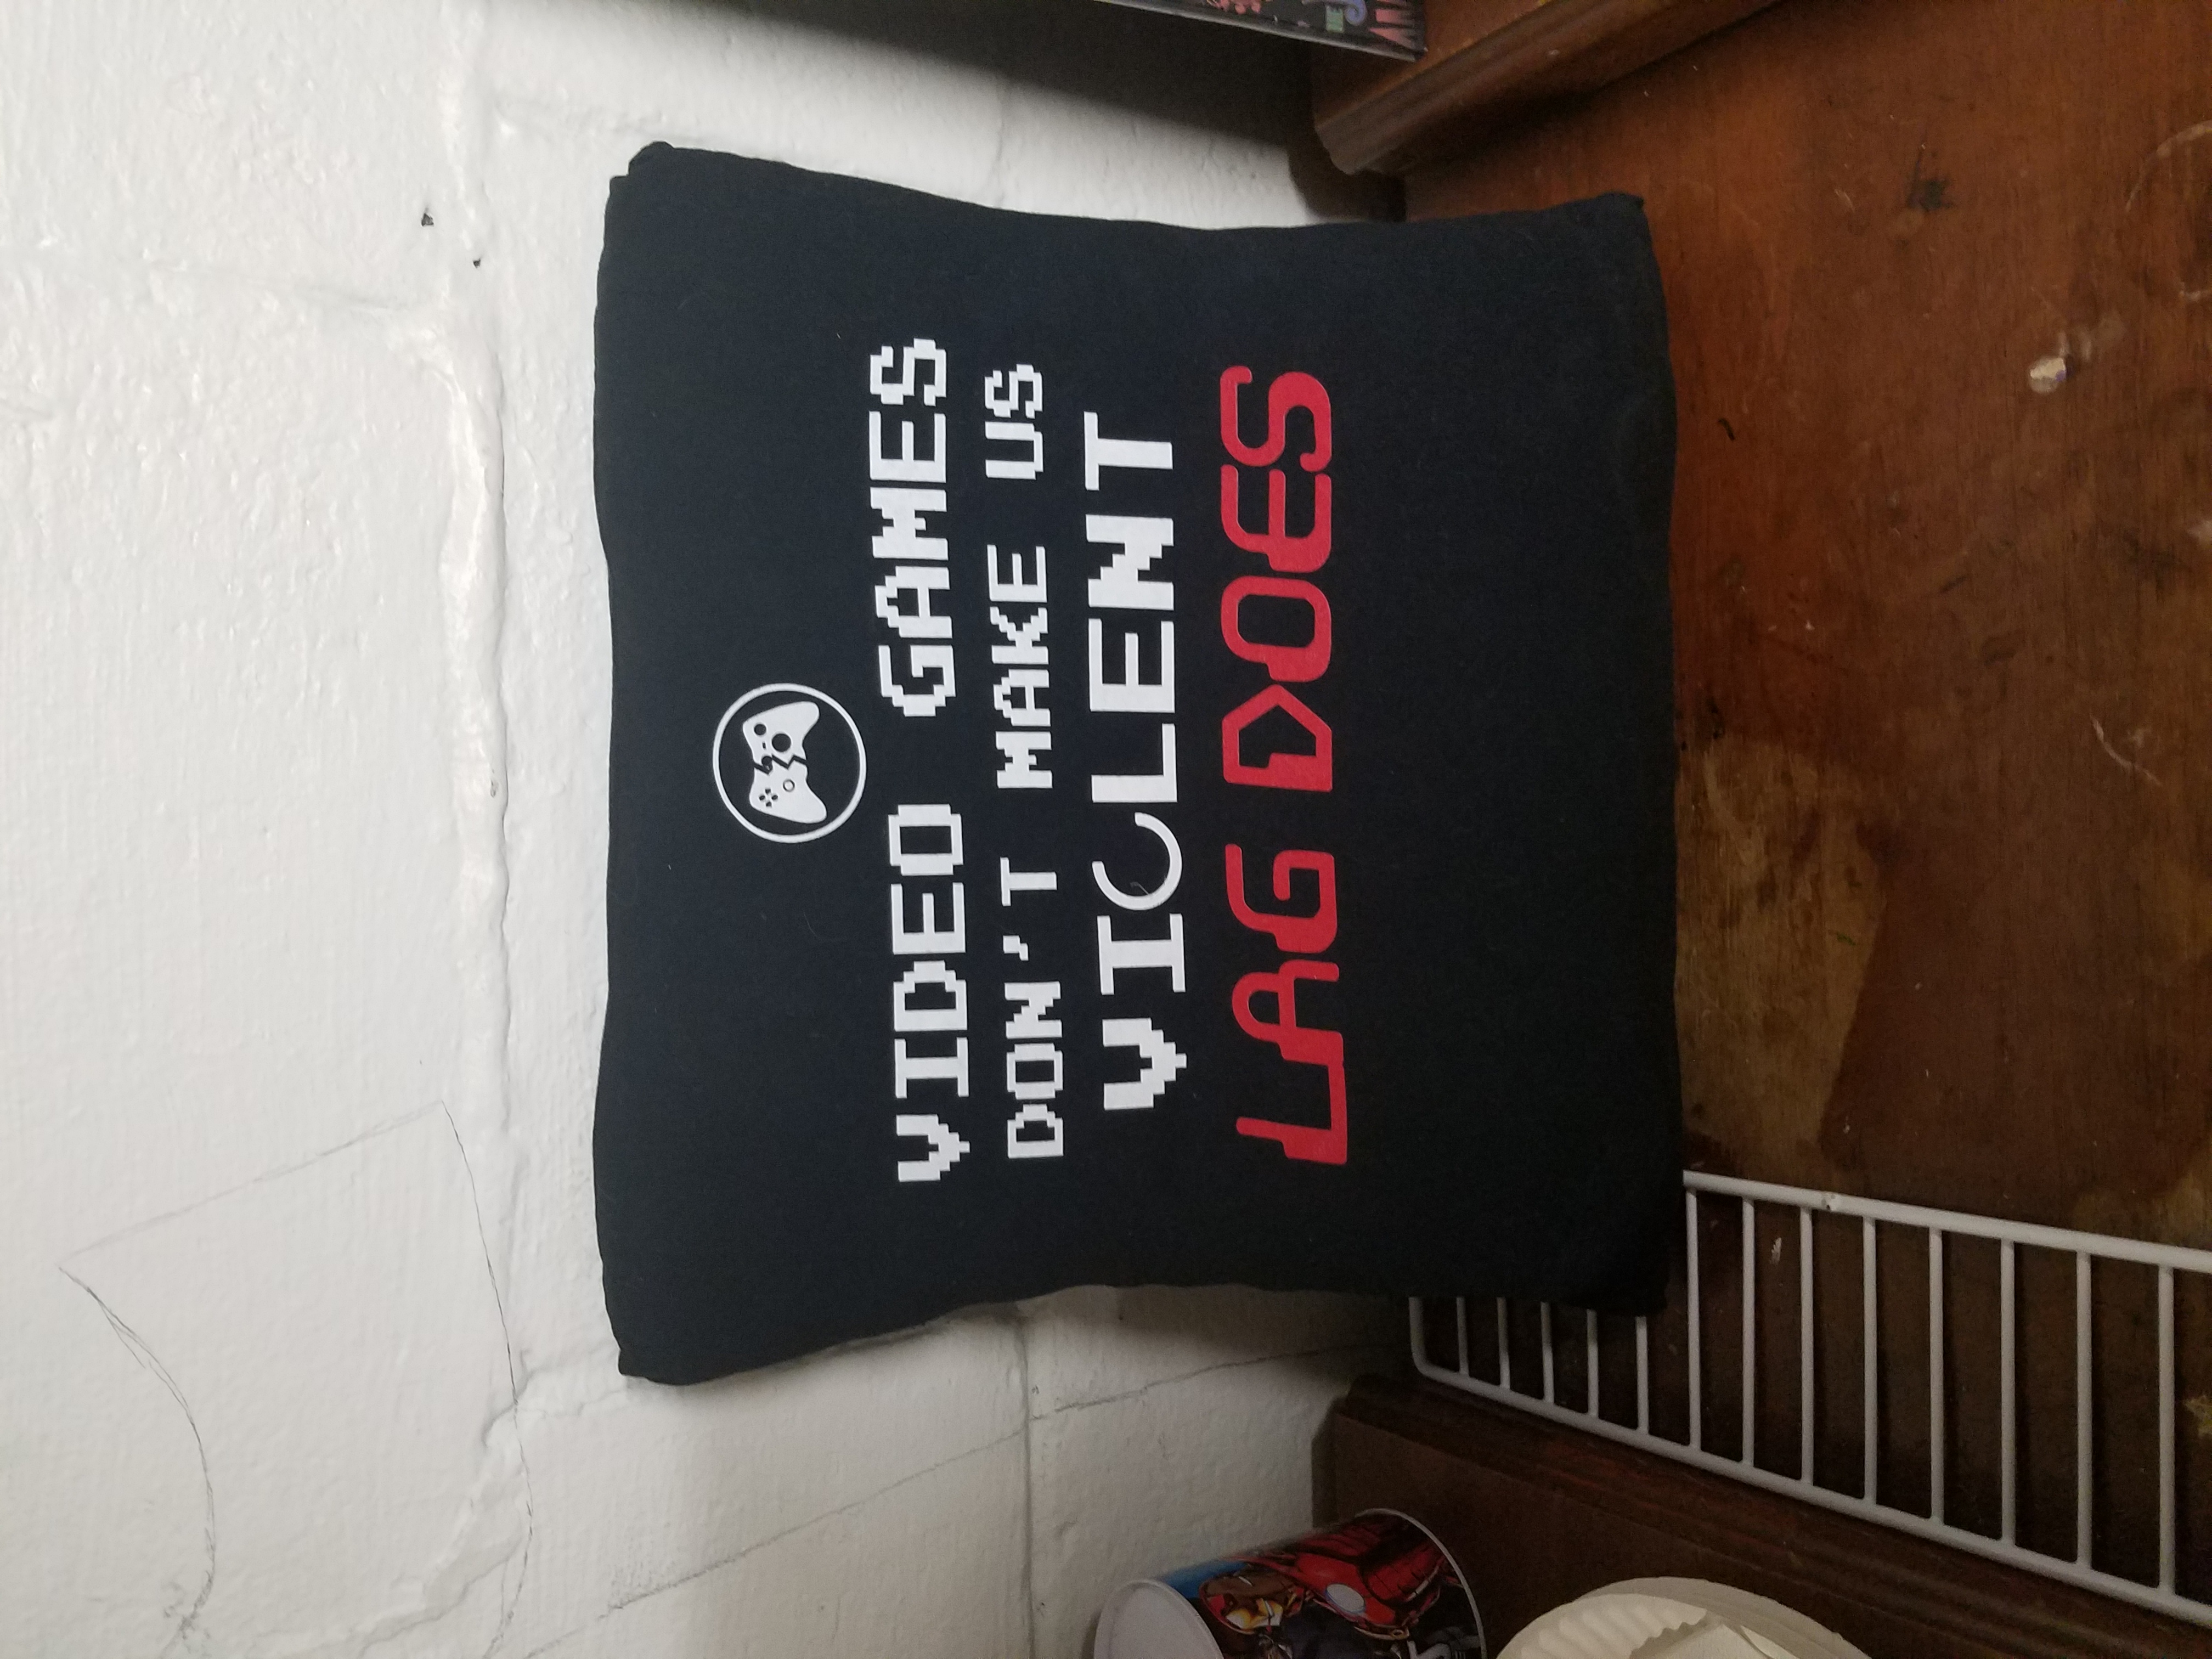 VIDEO GAMES
DON'T MAKE US
VIOLENT
LAG DOES